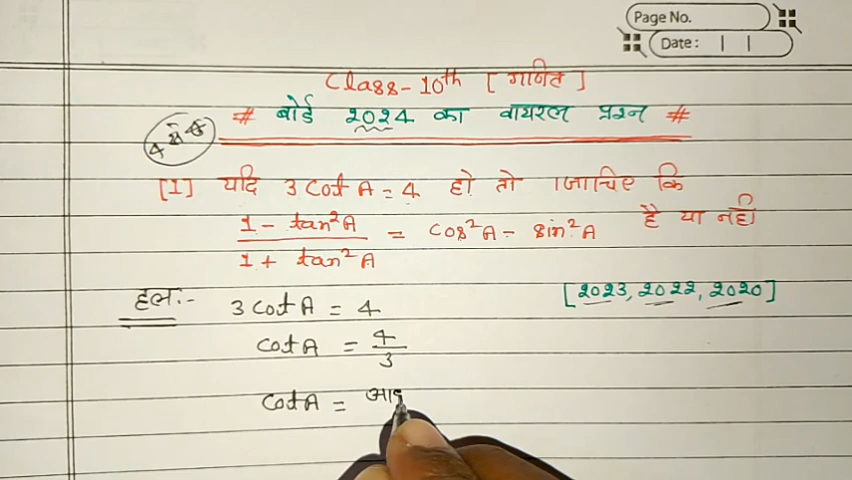 Page No.
Date :
Class - 10th [ गणित ]
# बोर्ड 2024 का वायरल प्रश्न #
[1] यदि 3 Cot A = 4 हो तो जाचिए कि
1 - tan²A / 1 + tan²A = Cos²A - Sin²A है या नहीं
[2023, 2022, 2020]
हल:-
3 Cot A = 4
Cot A = 4/3
Cot A =